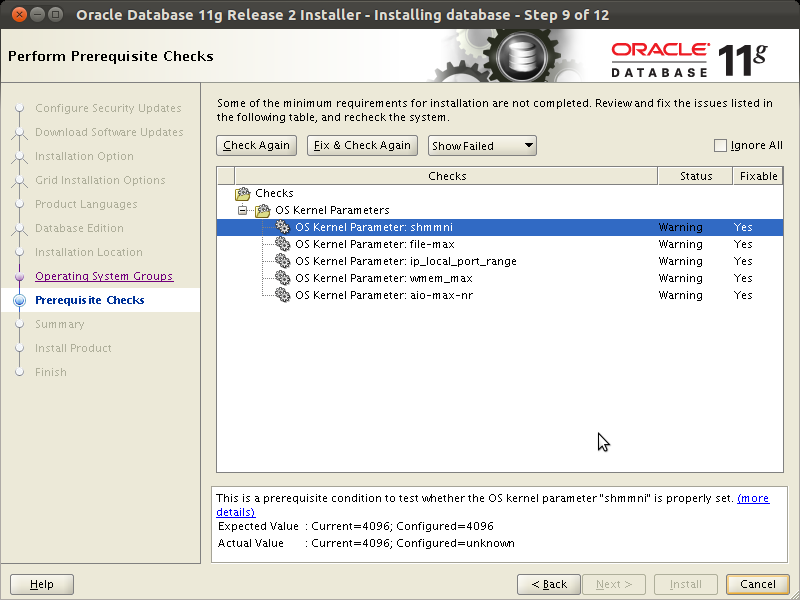 Oracle Database 11g Release 2 Installer - Installing database - Step 9 of 12
Perform Prerequisite Checks
ORACLE
DATABASE
11g
Configure Security Updates
Download Software Updates
Installation Option
Grid Installation Options
Product Languages
Database Edition
Installation Location
Operating System Groups
Prerequisite Checks
Summary
Install Product
Finish
Some of the minimum requirements for installation are not completed. Review and fix the issues listed in
the following table, and recheck the system.
Check Again Fix & Check Again Show Failed Ignore All
Checks Status Fixable
Checks
OS Kernel Parameters
OS Kernel Parameter: shmmni Warning Yes
OS Kernel Parameter: file-max Warning Yes
OS Kernel Parameter: ip_local_port_range Warning Yes
OS Kernel Parameter: wmem_max Warning Yes
OS Kernel Parameter: aio-max-nr Warning Yes
This is a prerequisite condition to test whether the OS kernel parameter "shmmni" is properly set. (more
details)
Expected Value : Current=4096; Configured=4096
Actual Value : Current=4096; Configured=unknown
Help < Back Next > Install Cancel